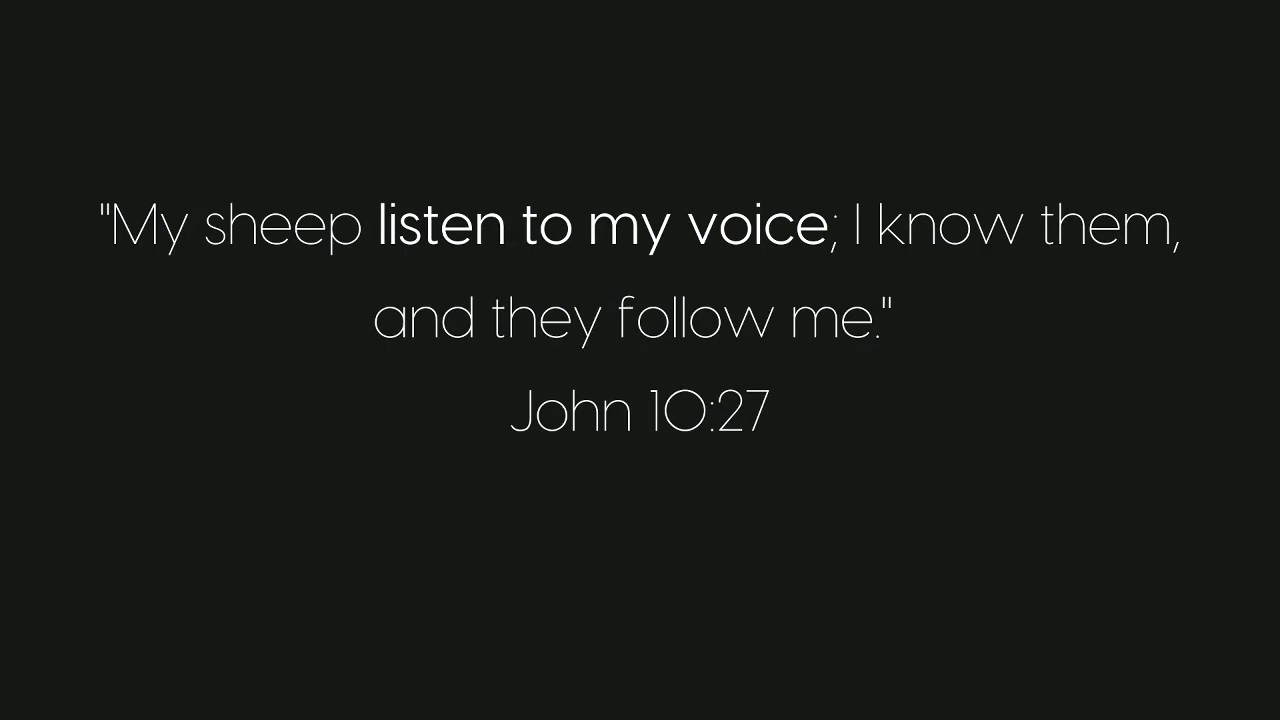 "My sheep listen to my voice; I know them,
and they follow me."
John 10:27